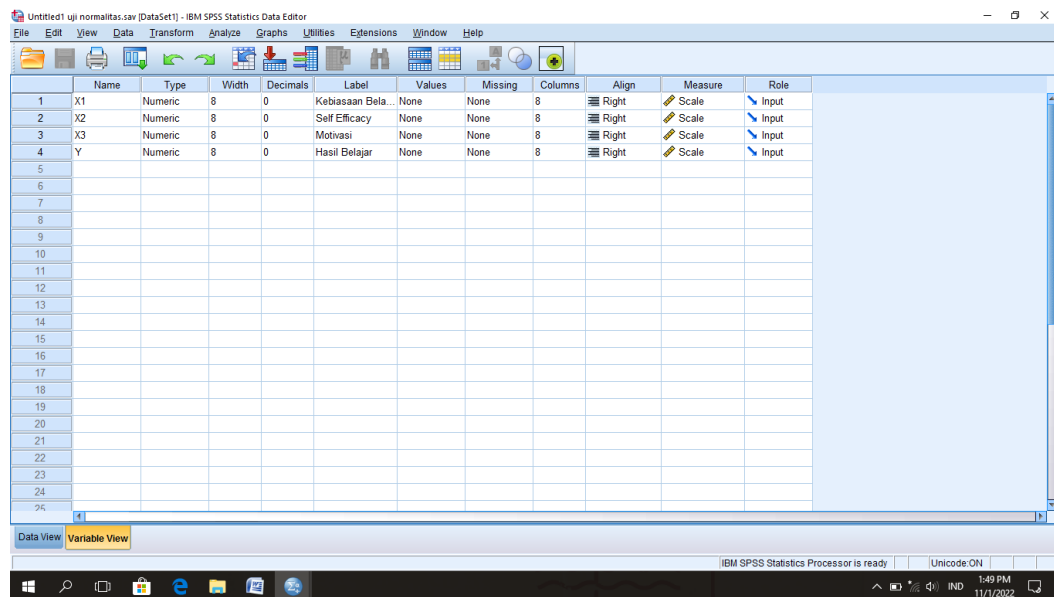 Untitled1 uji normalitas.sav [DataSet1] - IBM SPSS Statistics Data Editor
File Edit View Data Transform Analyze Graphs Utilities Extensions Window Help
Name Type Width Decimals Label Values Missing Columns Align Measure Role
1 X1 Numeric 8 0 Kebiasaan Bela... None None 8 Right Scale Input
2 X2 Numeric 8 0 Self Efficacy None None 8 Right Scale Input
3 X3 Numeric 8 0 Motivasi None None 8 Right Scale Input
4 Y Numeric 8 0 Hasil Belajar None None 8 Right Scale Input
5
6
7
8
9
10
11
12
13
14
15
16
17
18
19
20
21
22
23
24
25
Data View Variable View
IBM SPSS Statistics Processor is ready Unicode:ON
IND 1:49 PM
11/1/2022